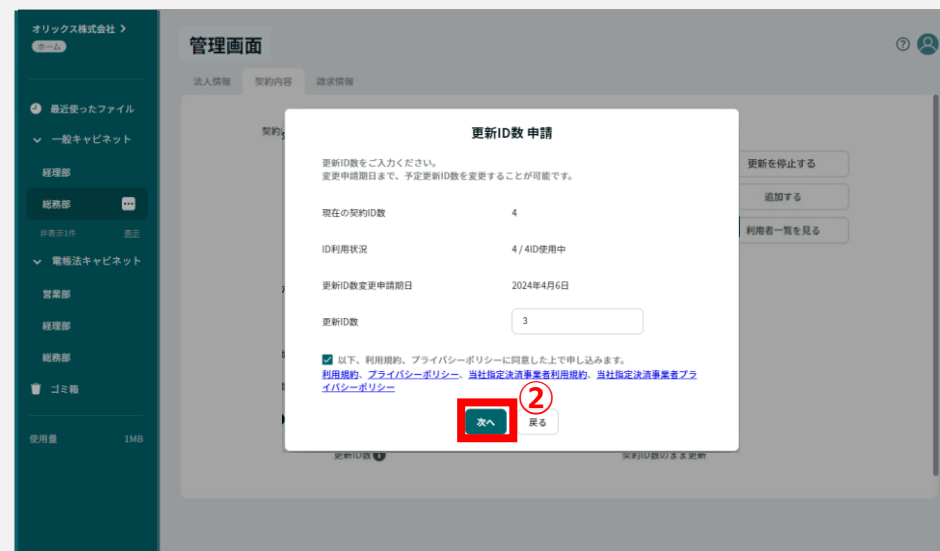 オリックス株式会社 >
ホーム
最近使ったファイル
一般キャビネット
経理部
総務部
非表示1件 表示
電帳法キャビネット
営業部
経理部
総務部
ゴミ箱
使用量 1MB
管理画面
法人情報 契約内容 請求情報
契約
更新を停止する
追加する
利用者一覧を見る
更新ID数 申請
更新ID数をご入力ください。
変更申請期日まで、予定更新ID数を変更することが可能です。
現在の契約ID数 4
ID利用状況 4 / 4ID使用中
更新ID数変更申請期日 2024年4月6日
更新ID数 3
以下、利用規約、プライバシーポリシーに同意した上で申し込みます。
利用規約、プライバシーポリシー、当社指定決済事業者利用規約、当社指定決済事業者プラ
イバシーポリシー
②
次へ 戻る
更新ID数 契約ID数のまま更新